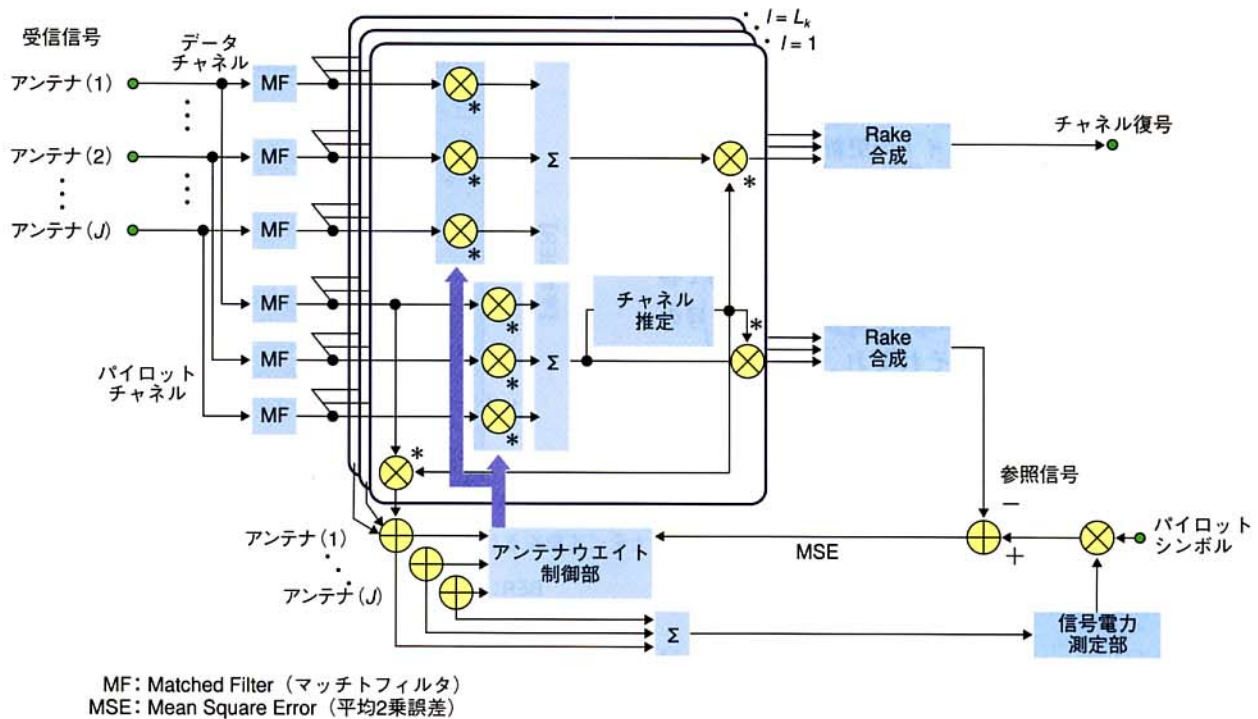 l = Lk
l = 1
受信信号
データ
チャネル
アンテナ(1)
MF
*
アンテナ(2)
MF
*
Σ
*
Rake
合成
チャネル復号
アンテナ(J)
MF
*
MF
*
チャネル
推定
*
Rake
合成
MF
*
Σ
パイロット
チャネル
MF
*
*
参照信号
−
アンテナ(1)
アンテナウエイト
制御部
MSE
+
パイロット
シンボル
アンテナ(J)
Σ
信号電力
測定部
MF：Matched Filter（マッチトフィルタ）
MSE：Mean Square Error（平均2乗誤差）